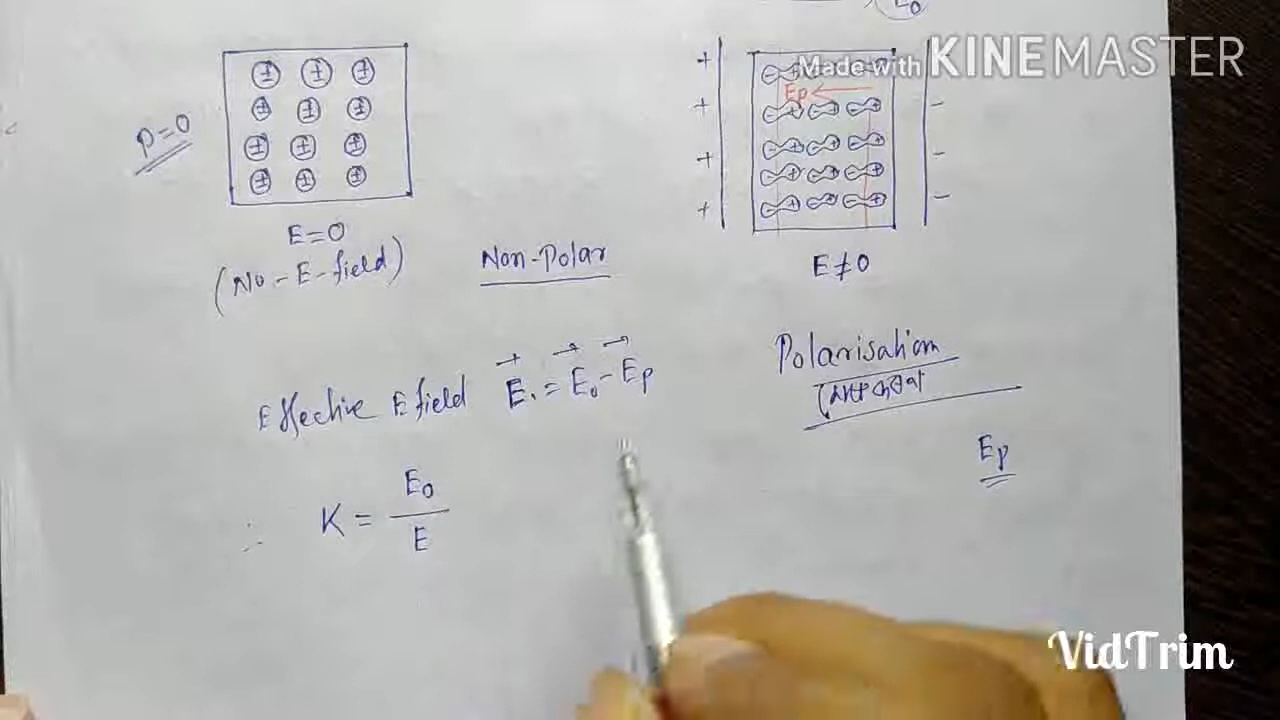 E₀
Made with KINEMASTER
+
+
+
+
-
-
-
Ep ←
P=0
E=0
(No-E-field)
Non-Polar
E≠0
Polarisation
Effective E field E = E₀ - Ep
Ep
∴ K = E₀ / E
VidTrim